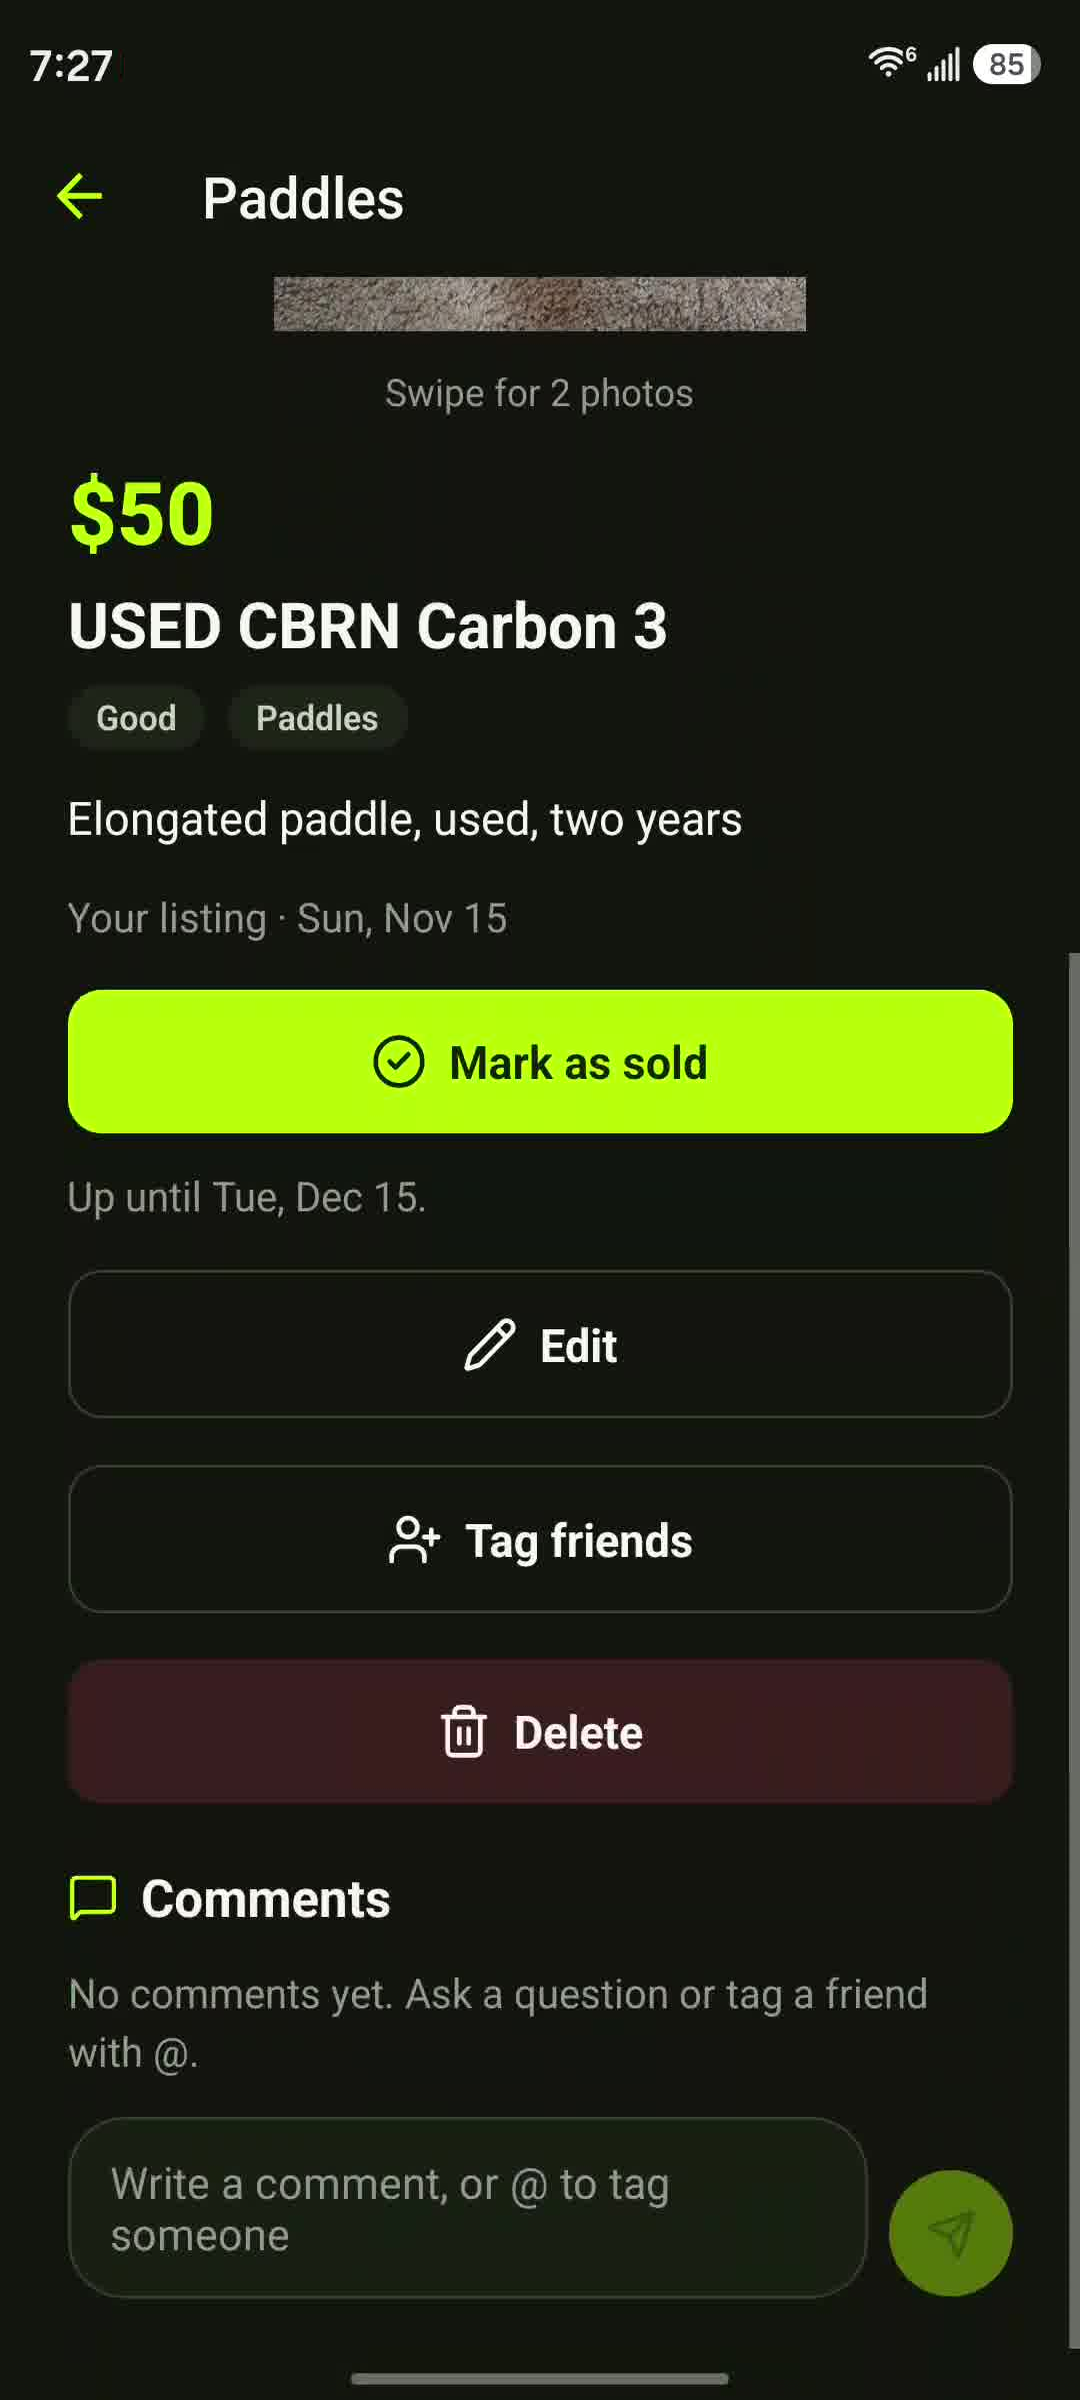 7:27
6
85
Paddles
Swipe for 2 photos
$50
USED CBRN Carbon 3
Good
Paddles
Elongated paddle, used, two years
Your listing · Sun, Nov 15
Mark as sold
Up until Tue, Dec 15.
Edit
Tag friends
Delete
Comments
No comments yet. Ask a question or tag a friend
with @.
Write a comment, or @ to tag
someone